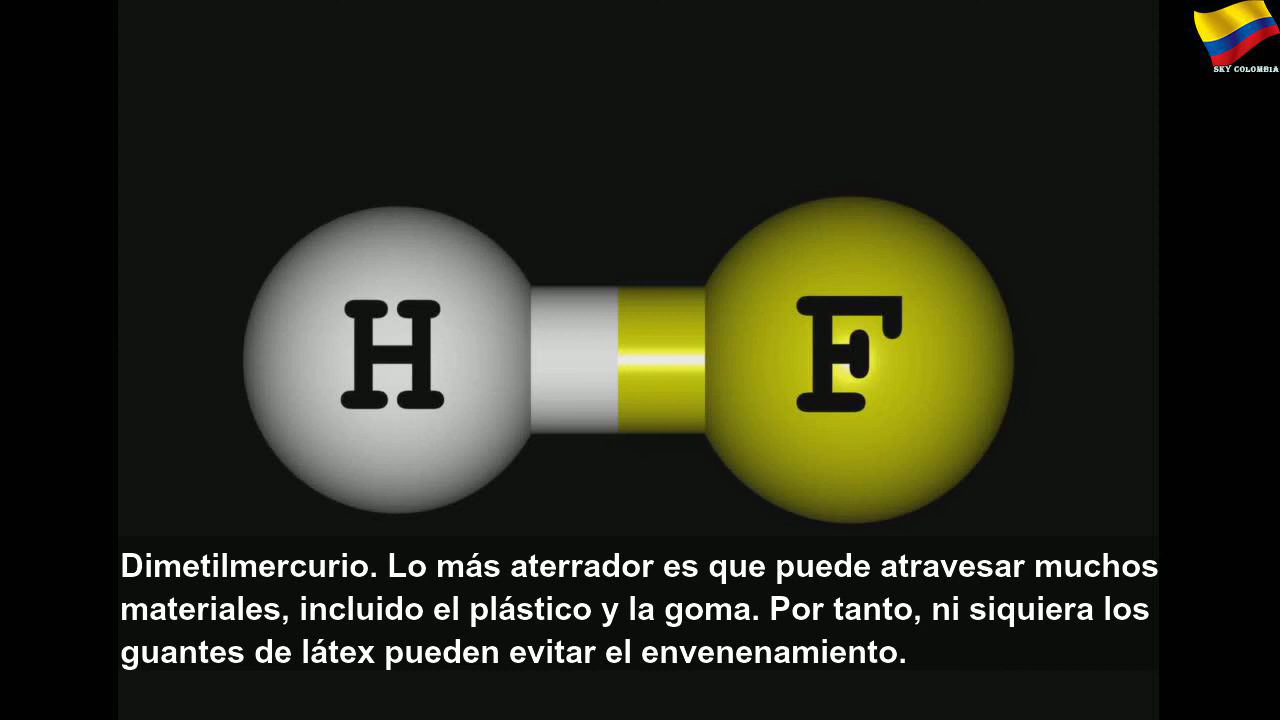 SKY COLOMBIA
H F
Dimetilmercurio. Lo más aterrador es que puede atravesar muchos
materiales, incluido el plástico y la goma. Por tanto, ni siquiera los
guantes de látex pueden evitar el envenenamiento.